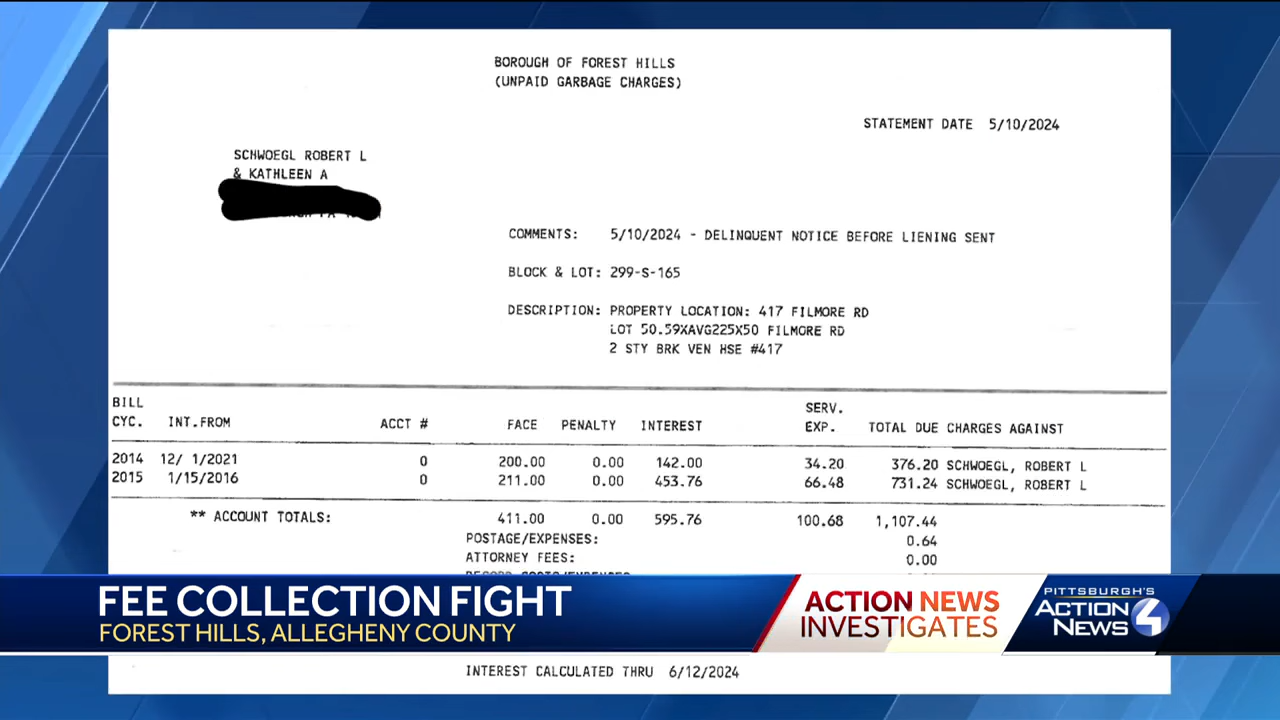 BOROUGH OF FOREST HILLS
(UNPAID GARBAGE CHARGES)
STATEMENT DATE 5/10/2024
SCHWOEGL ROBERT L
& KATHLEEN A
COMMENTS: 5/10/2024 - DELINQUENT NOTICE BEFORE LIENING SENT
BLOCK & LOT: 299-S-165
DESCRIPTION: PROPERTY LOCATION: 417 FILMORE RD
LOT 50.59XAVG225X50 FILMORE RD
2 STY BRK VEN HSE #417
BILL SERV.
CYC. INT.FROM ACCT # FACE PENALTY INTEREST EXP. TOTAL DUE CHARGES AGAINST
2014 12/ 1/2021 0 200.00 0.00 142.00 34.20 376.20 SCHWOEGL, ROBERT L
2015 1/15/2016 0 211.00 0.00 453.76 66.48 731.24 SCHWOEGL, ROBERT L
** ACCOUNT TOTALS: 411.00 0.00 595.76 100.68 1,107.44
POSTAGE/EXPENSES: 0.64
ATTORNEY FEES: 0.00
FEE COLLECTION FIGHT
FOREST HILLS, ALLEGHENY COUNTY
ACTION NEWS
INVESTIGATES
PITTSBURGH'S
ACTION
NEWS 4
INTEREST CALCULATED THRU 6/12/2024